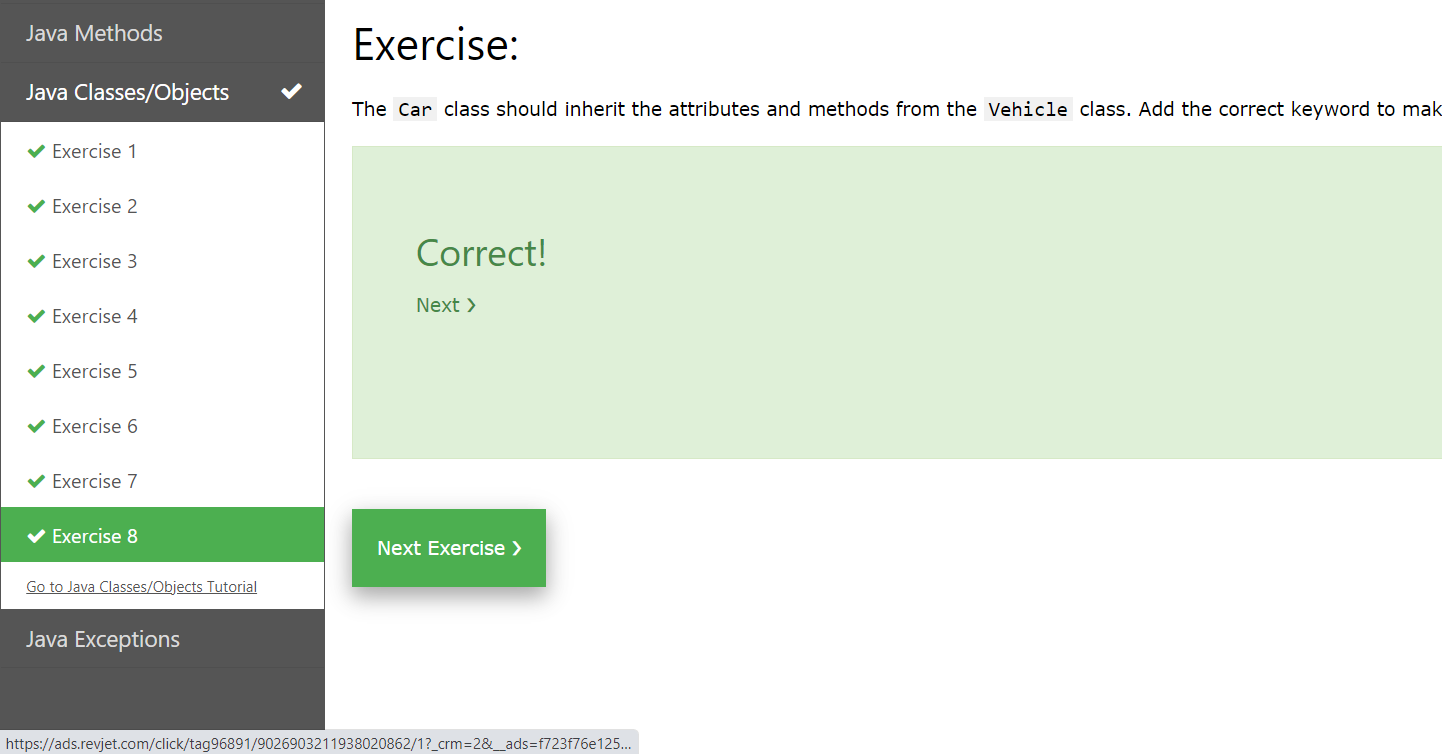 Java Methods
Java Classes/Objects
Exercise 1
Exercise 2
Exercise 3
Exercise 4
Exercise 5
Exercise 6
Exercise 7
Exercise 8
Go to Java Classes/Objects Tutorial
Java Exceptions
Exercise:
The Car class should inherit the attributes and methods from the Vehicle class. Add the correct keyword to mak
Correct!
Next ❯
Next Exercise ❯
https://ads.revjet.com/click/tag96891/9026903211938020862/1?_crm=2&__ads=f723f76e125...